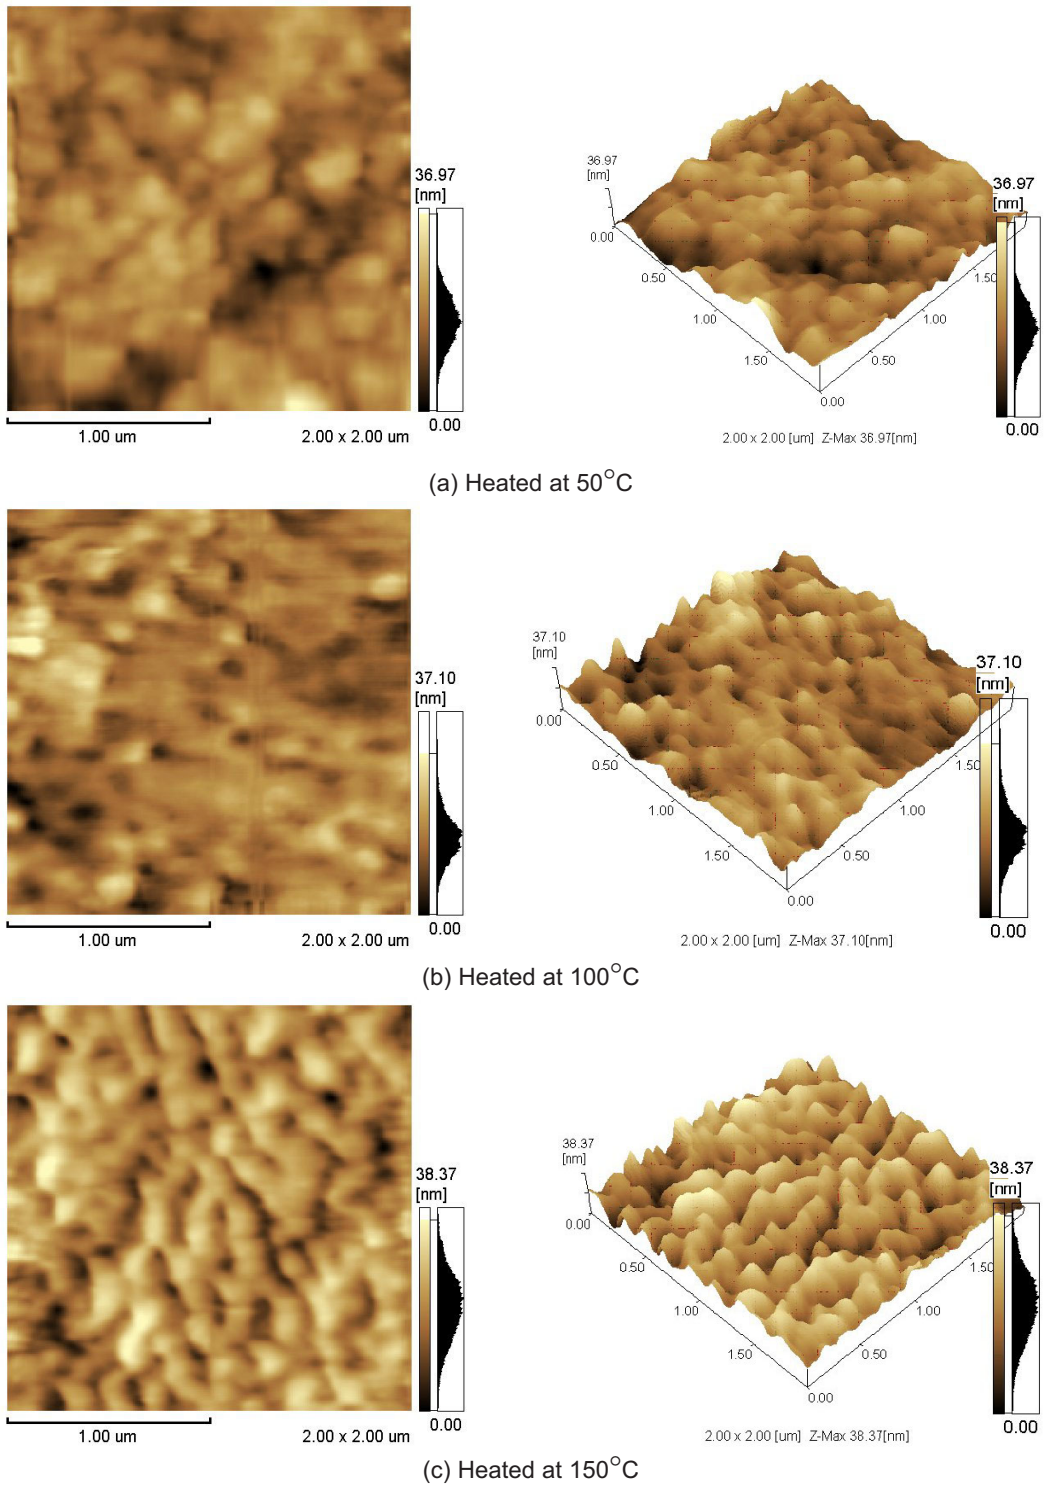 36.97
[nm]
0.00
1.00 um
2.00 x 2.00 um
36.97
[nm]
0.00
0.50
1.00
1.50
0.00
0.50
1.00
1.50
36.97
[nm]
0.00
2.00 x 2.00 [um] Z-Max 36.97[nm]
(a) Heated at 50°C
37.10
[nm]
0.00
1.00 um
2.00 x 2.00 um
37.10
[nm]
0.00
0.50
1.00
1.50
0.00
0.50
1.00
1.50
37.10
[nm]
0.00
2.00 x 2.00 [um] Z-Max 37.10[nm]
(b) Heated at 100°C
38.37
[nm]
0.00
1.00 um
2.00 x 2.00 um
38.37
[nm]
0.00
0.50
1.00
1.50
0.00
0.50
1.00
1.50
38.37
[nm]
0.00
2.00 x 2.00 [um] Z-Max 38.37[nm]
(c) Heated at 150°C